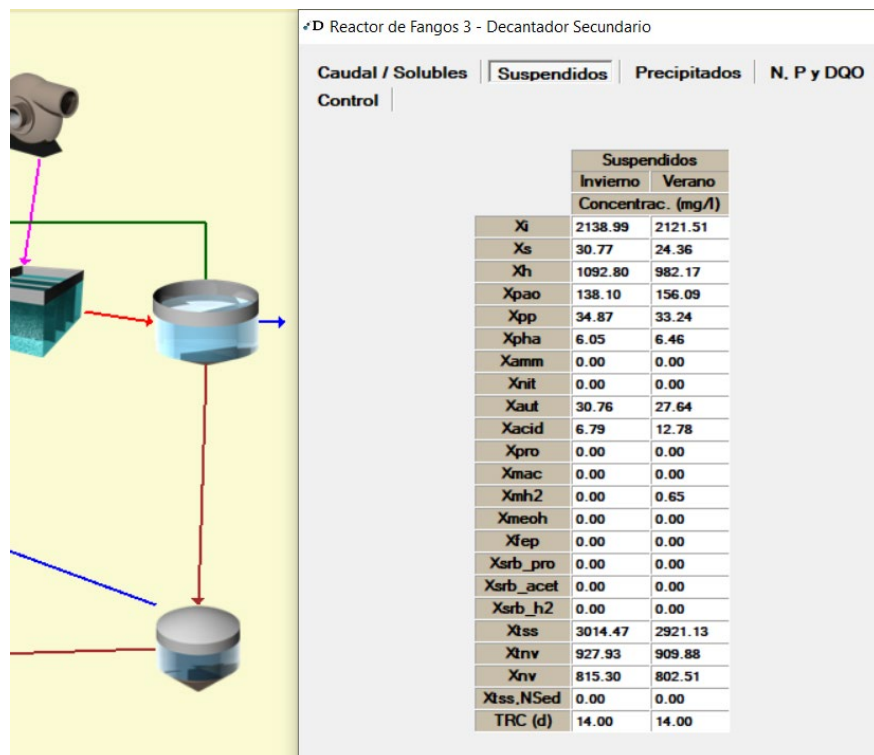 D Reactor de Fangos 3 - Decantador Secundario
Caudal / Solubles Suspendidos Precipitados N, P y DQO
Control
Suspendidos
Invierno Verano
Concentrac. (mg/l)
Xi 2138.99 2121.51
Xs 30.77 24.36
Xh 1092.80 982.17
Xpao 138.10 156.09
Xpp 34.87 33.24
Xpha 6.05 6.46
Xamm 0.00 0.00
Xnit 0.00 0.00
Xaut 30.76 27.64
Xacid 6.79 12.78
Xpro 0.00 0.00
Xmac 0.00 0.00
Xmh2 0.00 0.65
Xmeoh 0.00 0.00
Xfep 0.00 0.00
Xsrb_pro 0.00 0.00
Xsrb_acet 0.00 0.00
Xsrb_h2 0.00 0.00
Xtss 3014.47 2921.13
Xtnv 927.93 909.88
Xnv 815.30 802.51
Xtss,NSed 0.00 0.00
TRC (d) 14.00 14.00